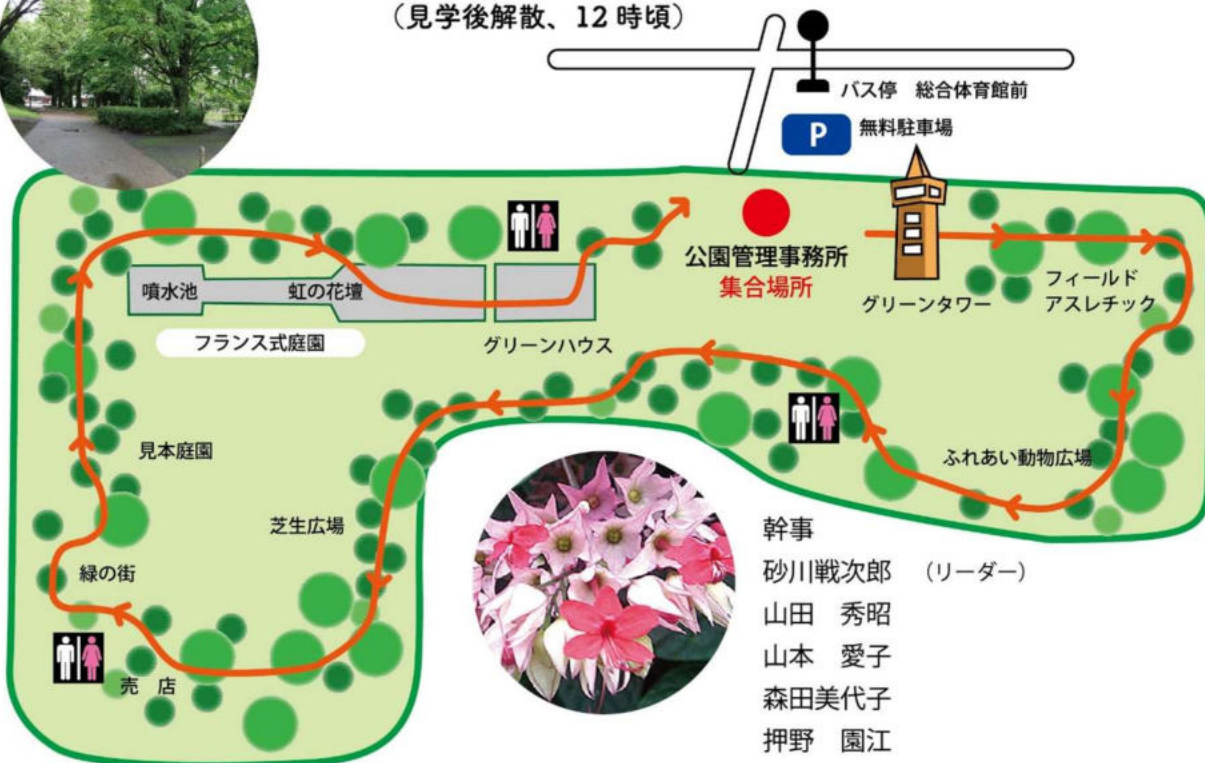 （見学後解散、12 時頃）
バス停　総合体育館前
P 無料駐車場
公園管理事務所
集合場所
グリーンタワー
フィールド
アスレチック
噴水池
虹の花壇
フランス式庭園
グリーンハウス
見本庭園
芝生広場
ふれあい動物広場
緑の街
売　店
幹事
砂川戦次郎　（リーダー）
山田　秀昭
山本　愛子
森田美代子
押野　園江